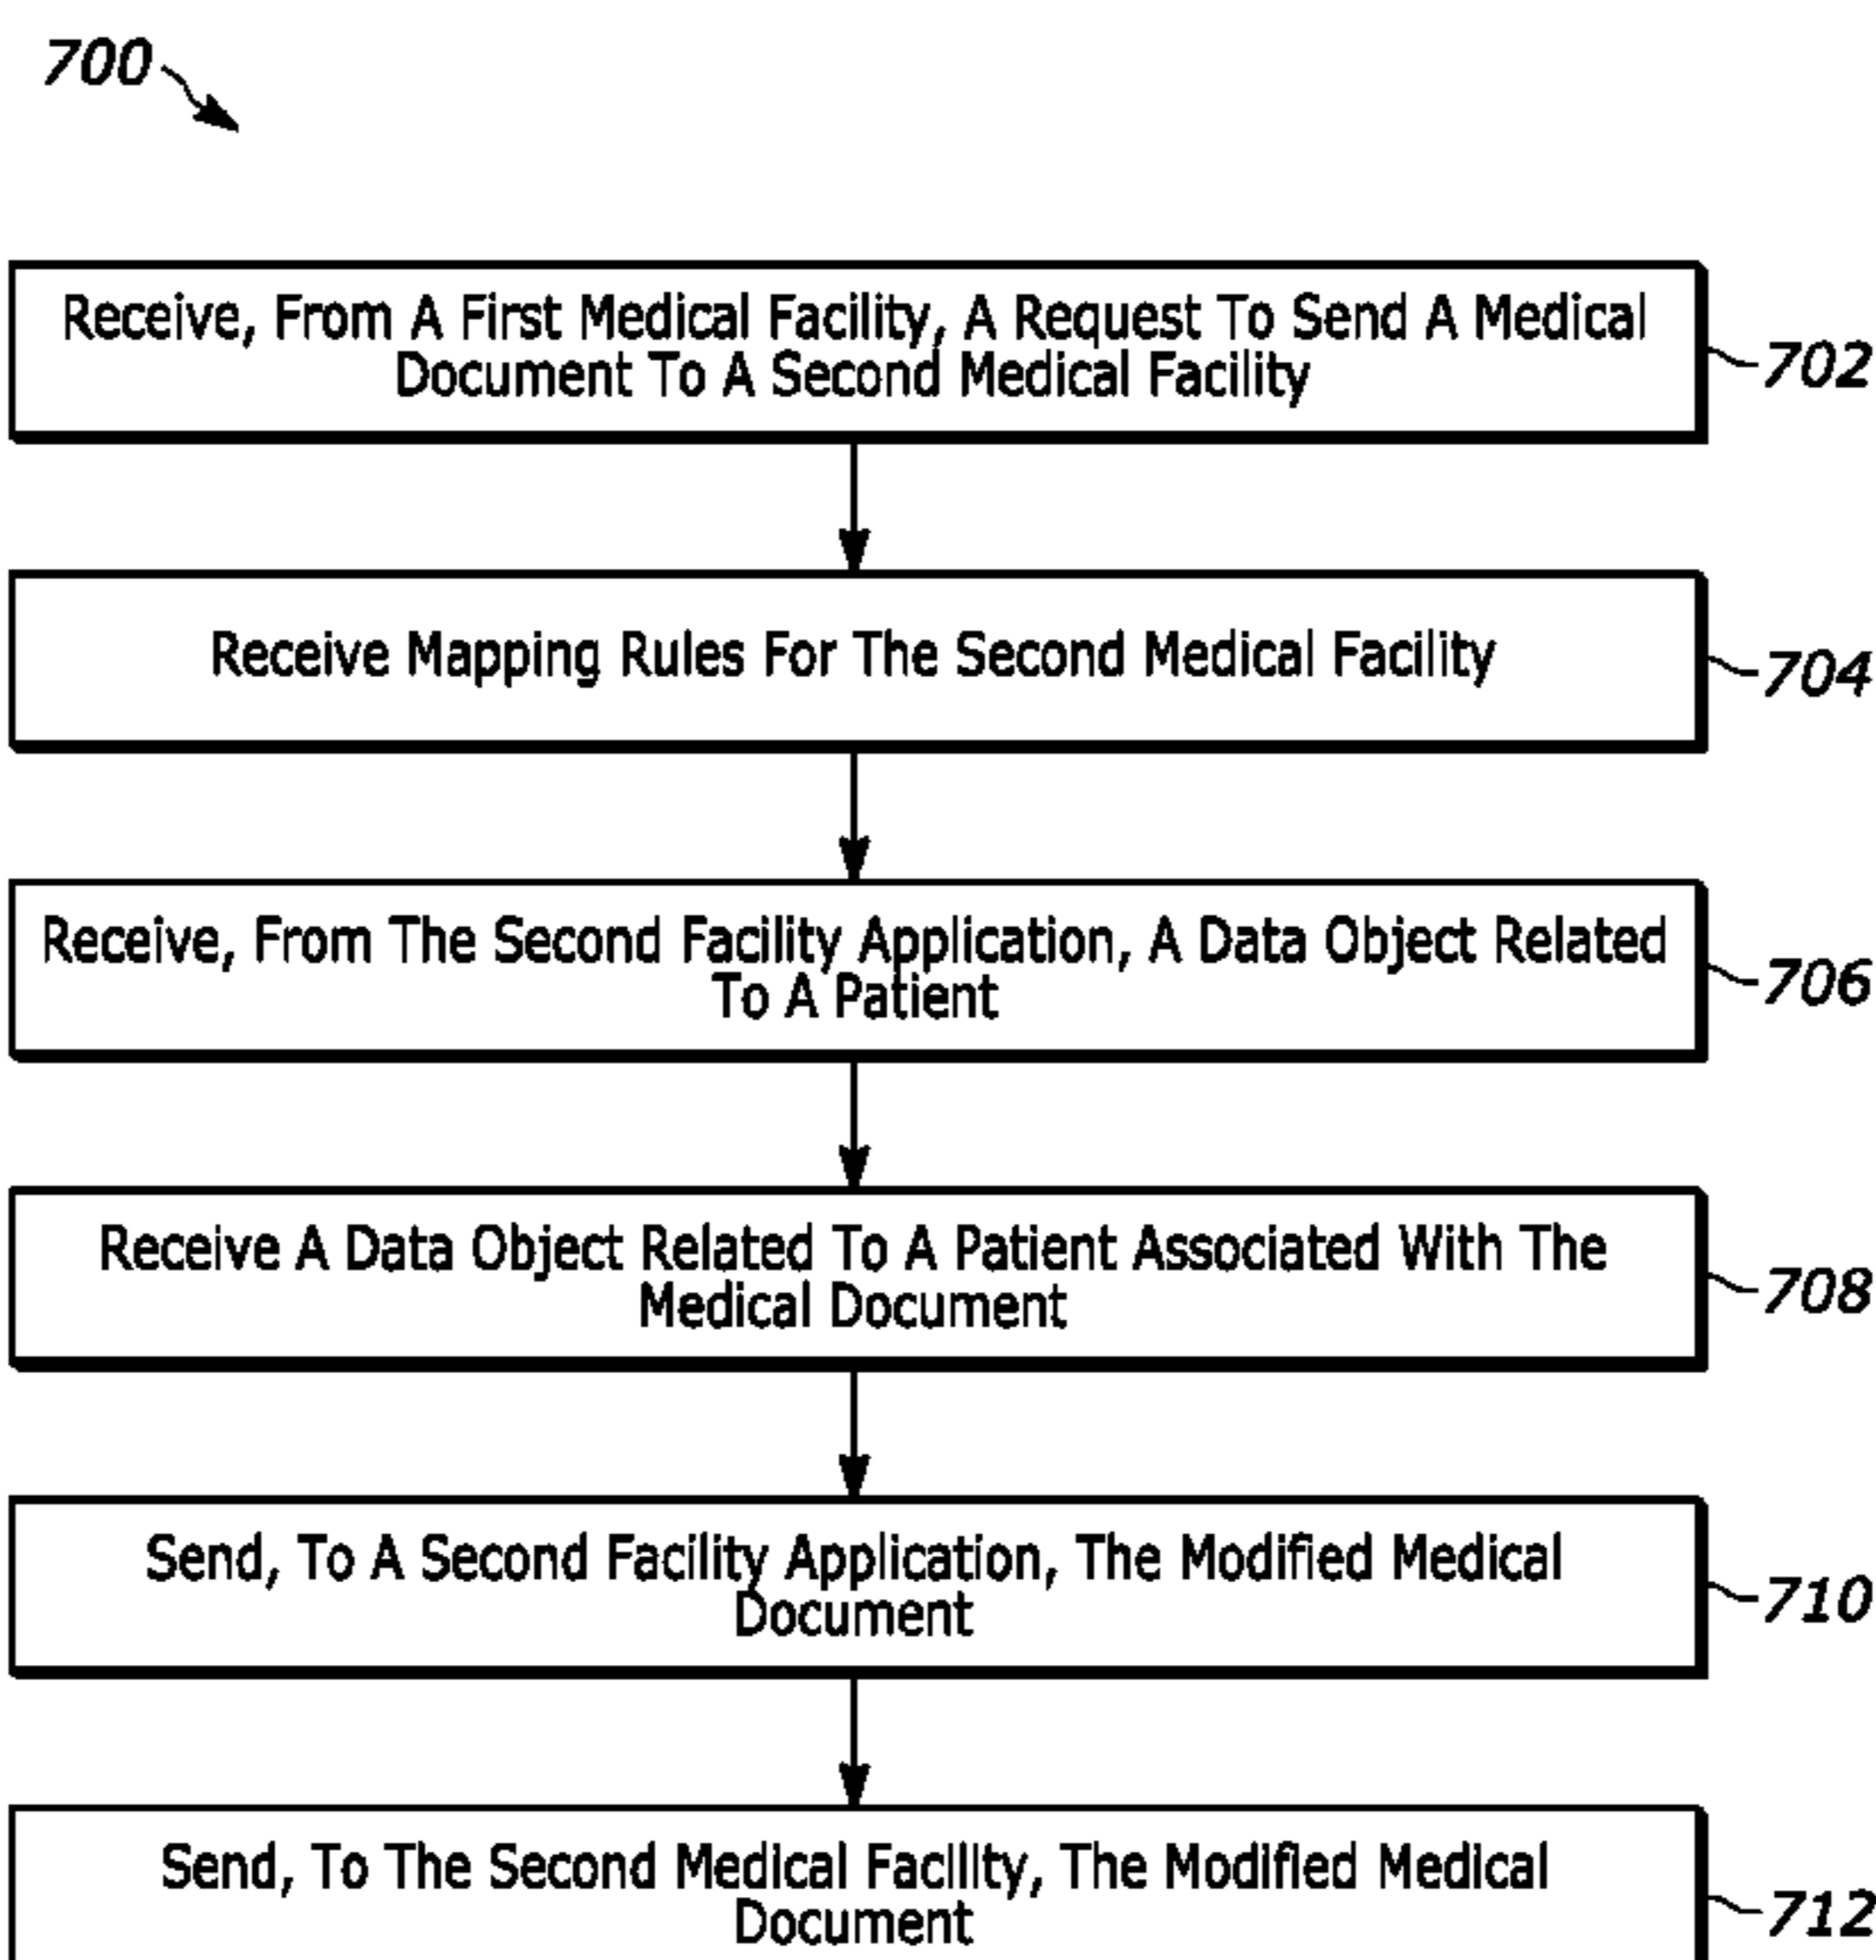 700
Receive, From A First Medical Facility, A Request To Send A Medical
Document To A Second Medical Facility
702
Receive Mapping Rules For The Second Medical Facility
704
Receive, From The Second Facility Application, A Data Object Related
To A Patient
706
Receive A Data Object Related To A Patient Associated With The
Medical Document
708
Send, To A Second Facility Application, The Modified Medical
Document
710
Send, To The Second Medical Facility, The Modified Medical
Document
712